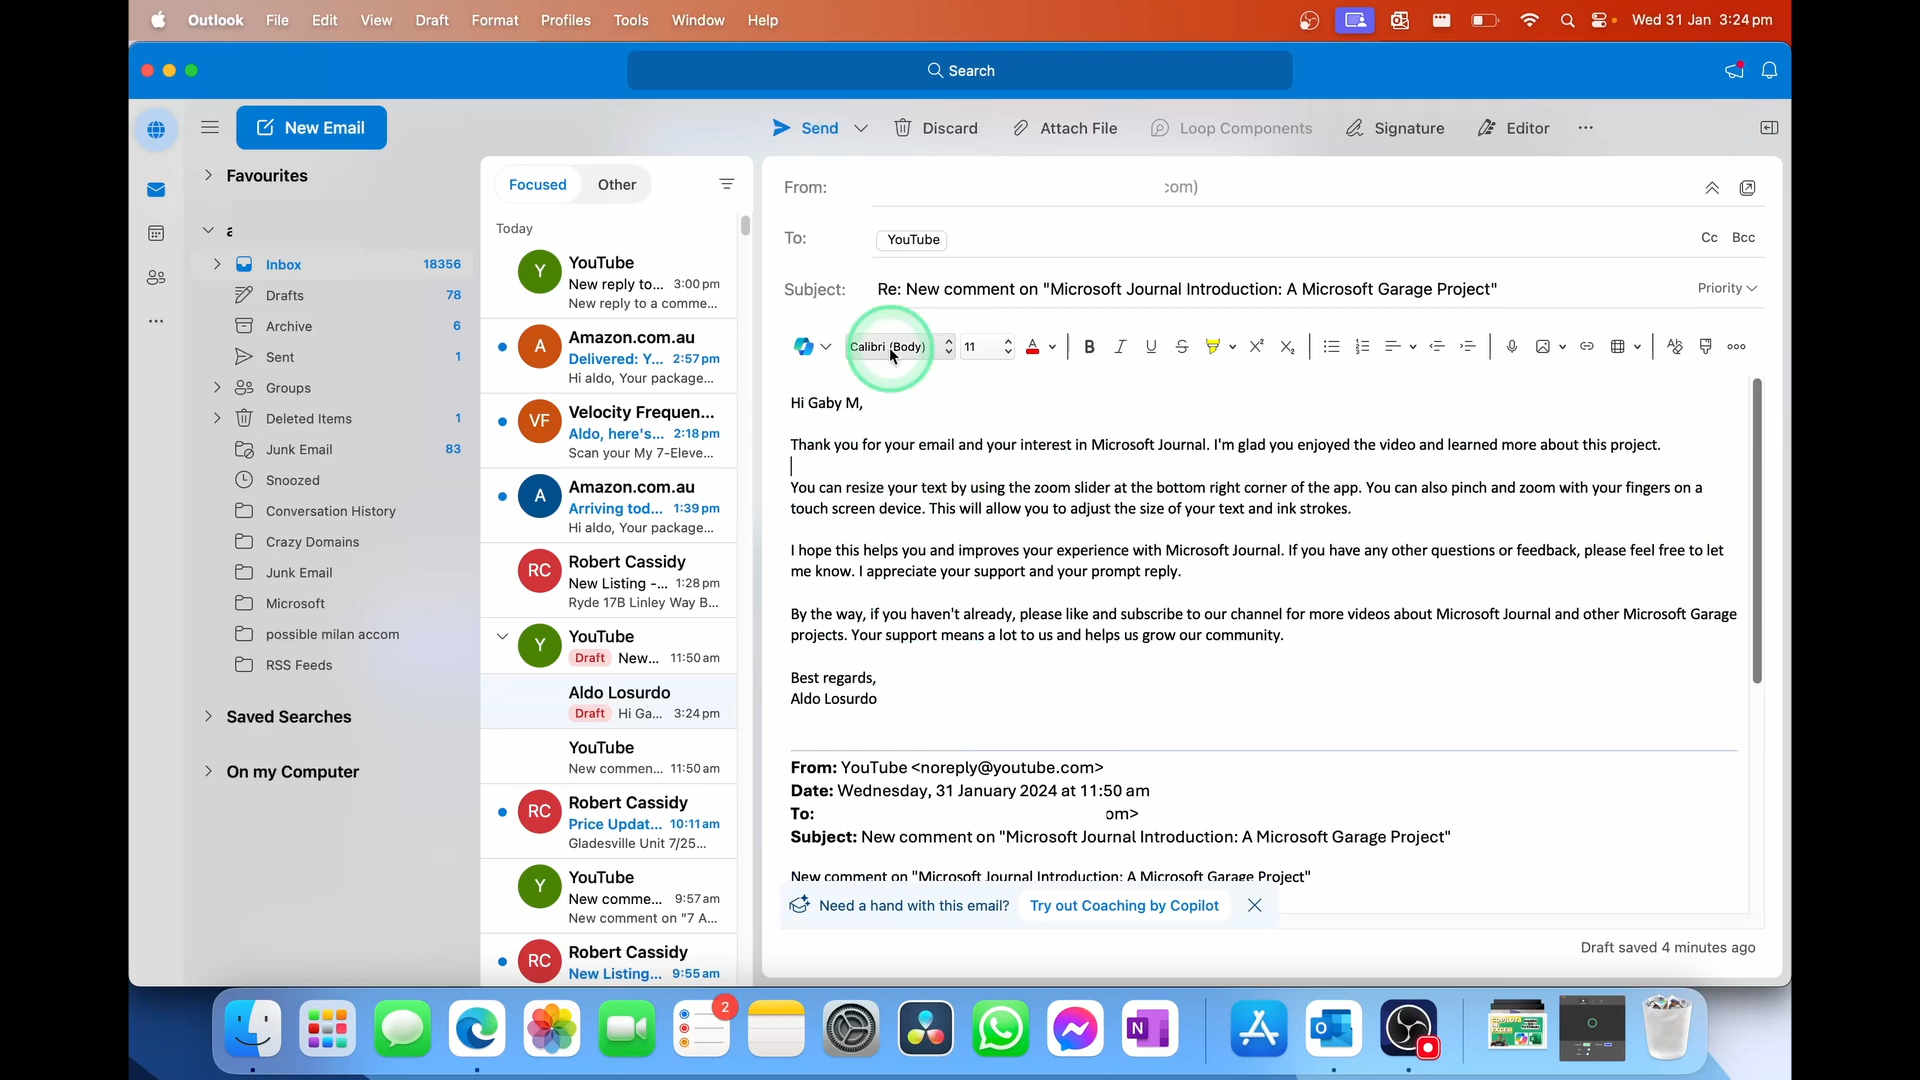 Outlook File Edit View Draft Format Profiles Tools Window Help Wed 31 Jan 3:24 pm
Search
New Email Send Discard Attach File Loop Components Signature Editor
Favourites
a
Inbox 18356
Drafts 78
Archive 6
Sent 1
Groups
Deleted Items 1
Junk Email 83
Snoozed
Conversation History
Crazy Domains
Junk Email
Microsoft
possible milan accom
RSS Feeds
Saved Searches
On my Computer
Focused Other
Today
Y YouTube
New reply to... 3:00 pm
New reply to a comme...
A Amazon.com.au
Delivered: Y... 2:57 pm
Hi aldo, Your package...
VF Velocity Frequen...
Aldo, here's... 2:18 pm
Scan your My 7-Eleve...
A Amazon.com.au
Arriving tod... 1:39 pm
Hi aldo, Your package...
RC Robert Cassidy
New Listing -... 1:28 pm
Ryde 17B Linley Way B...
Y YouTube
Draft New... 11:50 am
Aldo Losurdo
Draft Hi Ga... 3:24 pm
YouTube
New commen... 11:50 am
RC Robert Cassidy
Price Updat... 10:11 am
Gladesville Unit 7/25...
Y YouTube
New comme... 9:57 am
New comment on "7 A...
RC Robert Cassidy
New Listing... 9:55 am
From: com)
To: YouTube Cc Bcc
Subject: Re: New comment on "Microsoft Journal Introduction: A Microsoft Garage Project" Priority
Calibri (Body) 11 A B I U S X² X₂
Hi Gaby M,
Thank you for your email and your interest in Microsoft Journal. I'm glad you enjoyed the video and learned more about this project.
You can resize your text by using the zoom slider at the bottom right corner of the app. You can also pinch and zoom with your fingers on a
touch screen device. This will allow you to adjust the size of your text and ink strokes.
I hope this helps you and improves your experience with Microsoft Journal. If you have any other questions or feedback, please feel free to let
me know. I appreciate your support and your prompt reply.
By the way, if you haven't already, please like and subscribe to our channel for more videos about Microsoft Journal and other Microsoft Garage
projects. Your support means a lot to us and helps us grow our community.
Best regards,
Aldo Losurdo
From: YouTube <noreply@youtube.com>
Date: Wednesday, 31 January 2024 at 11:50 am
To: om>
Subject: New comment on "Microsoft Journal Introduction: A Microsoft Garage Project"
New comment on "Microsoft Journal Introduction: A Microsoft Garage Project"
Need a hand with this email? Try out Coaching by Copilot
Draft saved 4 minutes ago
2
N
O